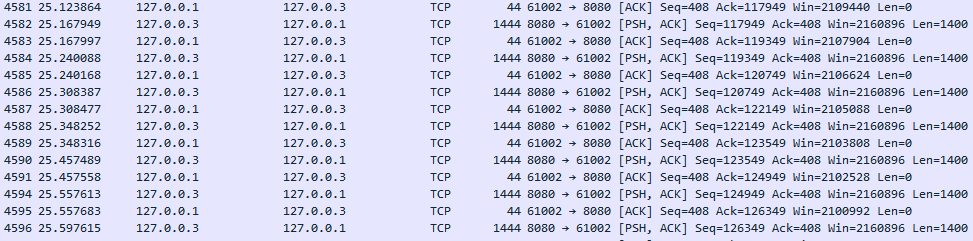 4581 25.123864 127.0.0.1 127.0.0.3 TCP 44 61002 → 8080 [ACK] Seq=408 Ack=117949 Win=2109440 Len=0
4582 25.167949 127.0.0.3 127.0.0.1 TCP 1444 8080 → 61002 [PSH, ACK] Seq=117949 Ack=408 Win=2160896 Len=1400
4583 25.167997 127.0.0.1 127.0.0.3 TCP 44 61002 → 8080 [ACK] Seq=408 Ack=119349 Win=2107904 Len=0
4584 25.240088 127.0.0.3 127.0.0.1 TCP 1444 8080 → 61002 [PSH, ACK] Seq=119349 Ack=408 Win=2160896 Len=1400
4585 25.240168 127.0.0.1 127.0.0.3 TCP 44 61002 → 8080 [ACK] Seq=408 Ack=120749 Win=2106624 Len=0
4586 25.308387 127.0.0.3 127.0.0.1 TCP 1444 8080 → 61002 [PSH, ACK] Seq=120749 Ack=408 Win=2160896 Len=1400
4587 25.308477 127.0.0.1 127.0.0.3 TCP 44 61002 → 8080 [ACK] Seq=408 Ack=122149 Win=2105088 Len=0
4588 25.348252 127.0.0.3 127.0.0.1 TCP 1444 8080 → 61002 [PSH, ACK] Seq=122149 Ack=408 Win=2160896 Len=1400
4589 25.348316 127.0.0.1 127.0.0.3 TCP 44 61002 → 8080 [ACK] Seq=408 Ack=123549 Win=2103808 Len=0
4590 25.457489 127.0.0.3 127.0.0.1 TCP 1444 8080 → 61002 [PSH, ACK] Seq=123549 Ack=408 Win=2160896 Len=1400
4591 25.457558 127.0.0.1 127.0.0.3 TCP 44 61002 → 8080 [ACK] Seq=408 Ack=124949 Win=2102528 Len=0
4594 25.557613 127.0.0.3 127.0.0.1 TCP 1444 8080 → 61002 [PSH, ACK] Seq=124949 Ack=408 Win=2160896 Len=1400
4595 25.557683 127.0.0.1 127.0.0.3 TCP 44 61002 → 8080 [ACK] Seq=408 Ack=126349 Win=2100992 Len=0
4596 25.597615 127.0.0.3 127.0.0.1 TCP 1444 8080 → 61002 [PSH, ACK] Seq=126349 Ack=408 Win=2160896 Len=1400